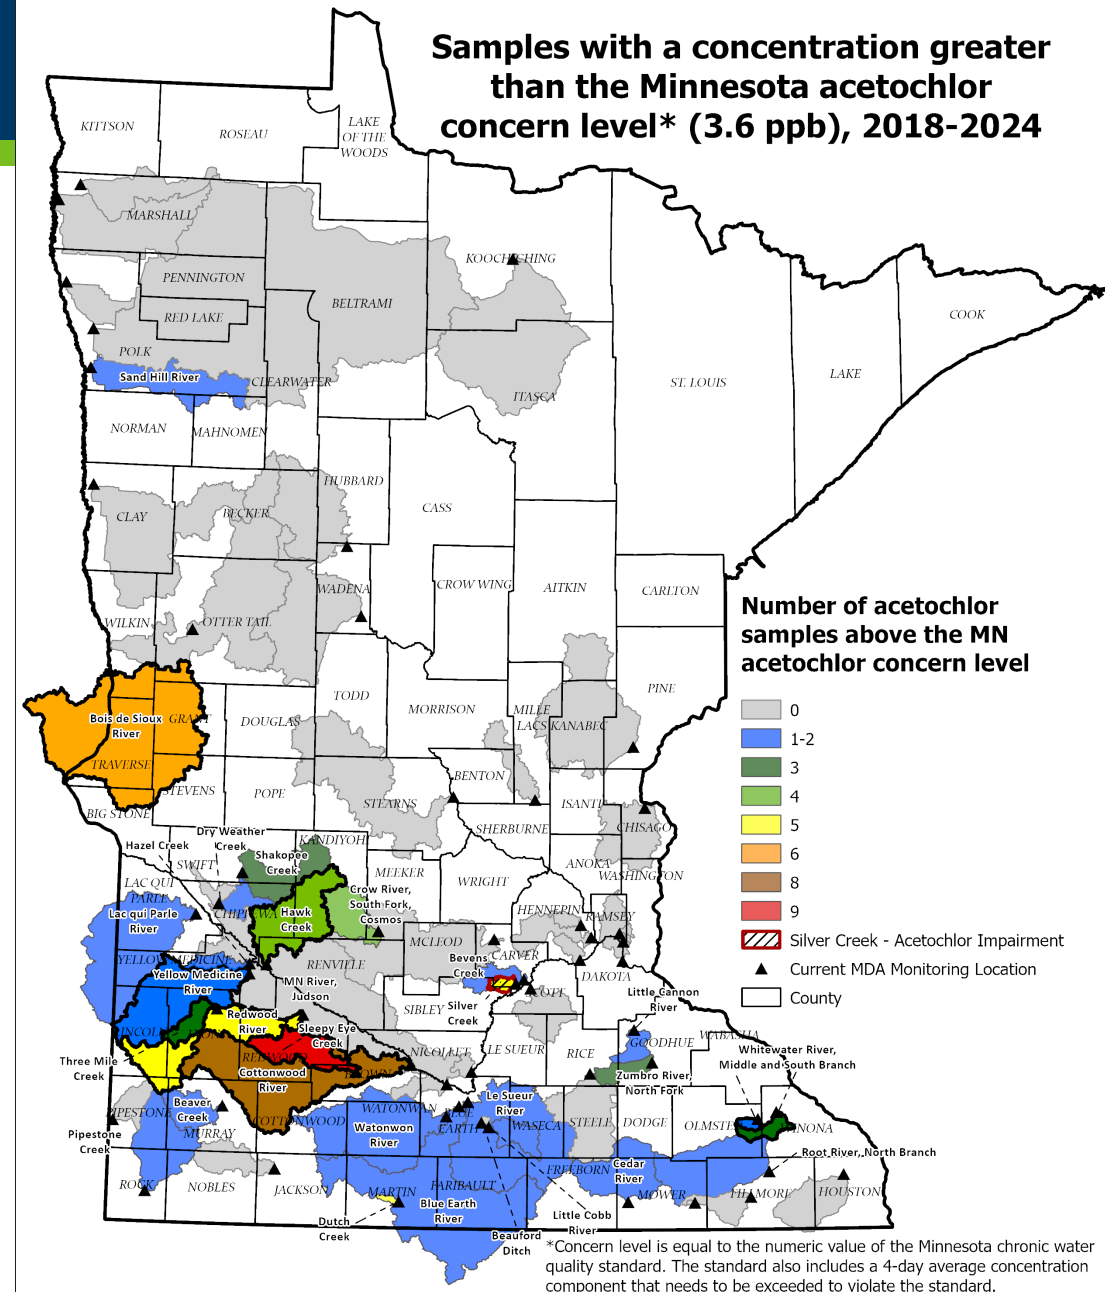 Samples with a concentration greater
than the Minnesota acetochlor
concern level* (3.6 ppb), 2018-2024
KITTSON
ROSEAU
LAKE
OF THE
WOODS
MARSHALL
KOOCHICHING
PENNINGTON
BELTRAMI
RED LAKE
COOK
POLK
Sand Hill River
CLEARWATER
ITASCA
ST. LOUIS
LAKE
NORMAN
MAHNOMEN
HUBBARD
CASS
CLAY
BECKER
WADENA
CROW WING
AITKIN
CARLTON
WILKIN
OTTER TAIL
Number of acetochlor
samples above the MN
acetochlor concern level
0
1-2
3
4
5
6
8
9
Silver Creek - Acetochlor Impairment
Current MDA Monitoring Location
County
TODD
MORRISON
MILLE
LACS
KANABEC
PINE
Bois de Sioux
River
GRANT
DOUGLAS
TRAVERSE
STEVENS
POPE
BENTON
BIG STONE
STEARNS
ISANTI
SHERBURNE
CHISAGO
Dry Weather
Creek
Hazel Creek
KANDIYOHI
Shakopee
Creek
SWIFT
MEEKER
WRIGHT
ANOKA
WASHINGTON
LAC QUI
PARLE
Lac qui Parle
River
CHIPPEWA
Hawk
Creek
Crow River,
South Fork,
Cosmos
HENNEPIN
RAMSEY
MCLEOD
CARVER
Bevens
Creek
YELLOW MEDICINE
Yellow Medicine
River
RENVILLE
MN River,
Judson
SCOTT
DAKOTA
Little Cannon
River
SIBLEY
Silver
Creek
LINCOLN
LYON
Redwood
River
Sleepy Eye
Creek
REDWOOD
NICOLLET
LE SUEUR
RICE
GOODHUE
WABASHA
Whitewater River,
Middle and South Branch
Three Mile
Creek
Cottonwood
River
BROWN
Zumbro River,
North Fork
PIPESTONE
Beaver
Creek
MURRAY
COTTONWOOD
WATONWAN
Watonwon
River
BLUE
EARTH
Le Sueur
River
WASECA
STEELE
DODGE
OLMSTED
WINONA
Pipestone
Creek
Root River, North Branch
ROCK
NOBLES
JACKSON
MARTIN
FARIBAULT
Blue Earth
River
FREEBORN
Cedar
River
MOWER
FILLMORE
HOUSTON
Dutch
Creek
Little Cobb
River
Beauford
Ditch
*Concern level is equal to the numeric value of the Minnesota chronic water
quality standard. The standard also includes a 4-day average concentration
component that needs to be exceeded to violate the standard.